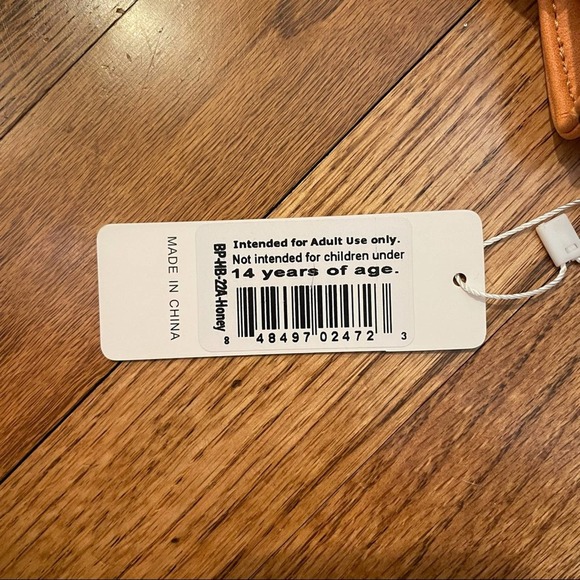 MADE IN CHINA
BP-HB-22A-Honey
Intended for Adult Use only.
Not intended for children under
14 years of age.
8 48497 02472 3